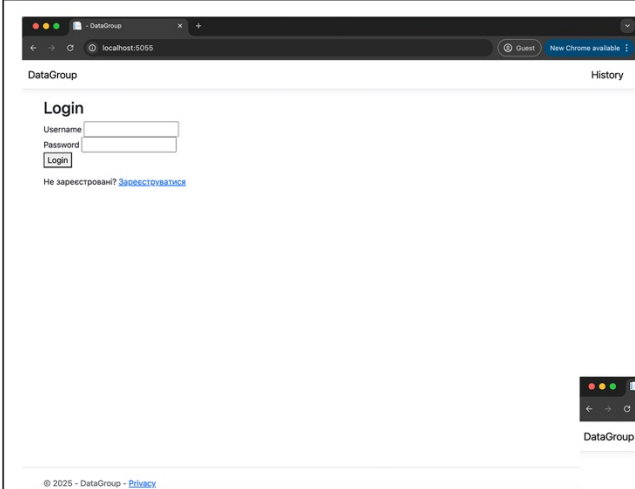 - DataGroup
localhost:5055
Guest
New Chrome available
DataGroup
History
Login
Username
Password
Login
Не зареєстровані? Зареєструватися
DataGroup
© 2025 - DataGroup - Privacy